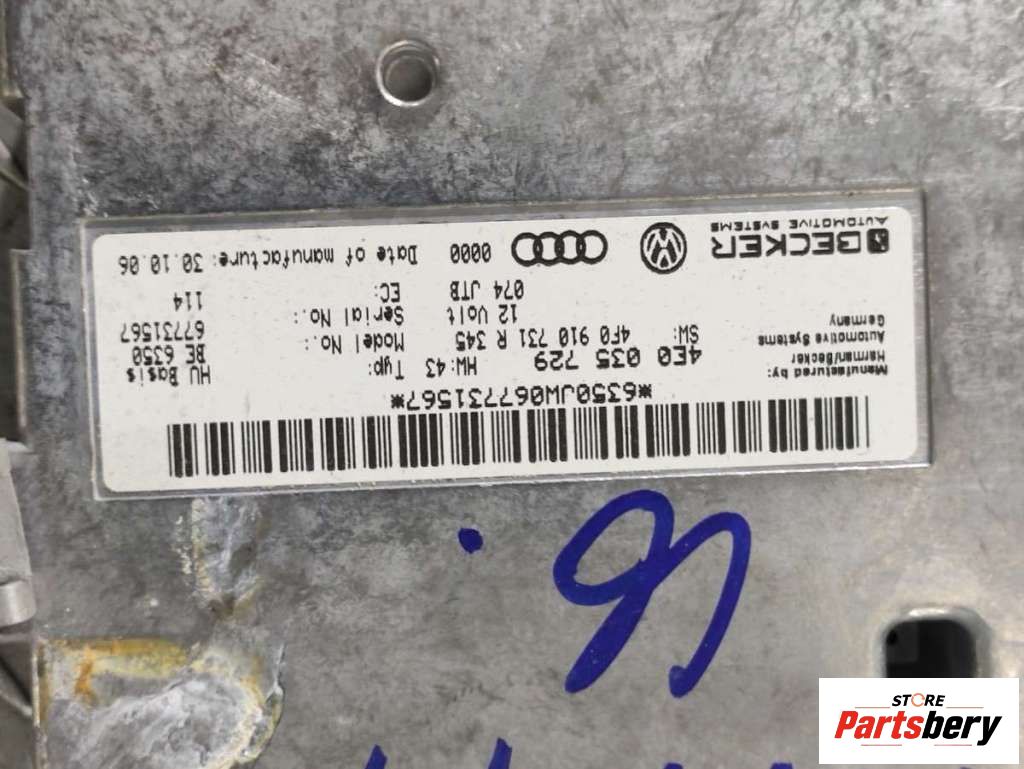 *6350JW0677731567*
Manufactured by:
Harman/Becker
Automotive Systems
Germany
4E0 035 729
HW: 43
SW: 4F0 910 731 R 345
12 Volt
074 JTB
0000
Typ: HU Basis
Model No.: BE 6350
Serial No.: 67731567
EC: 114
Date of manufacture: 30.10.06
BECKER
AUTOMOTIVE SYSTEMS
STORE
Partsbery